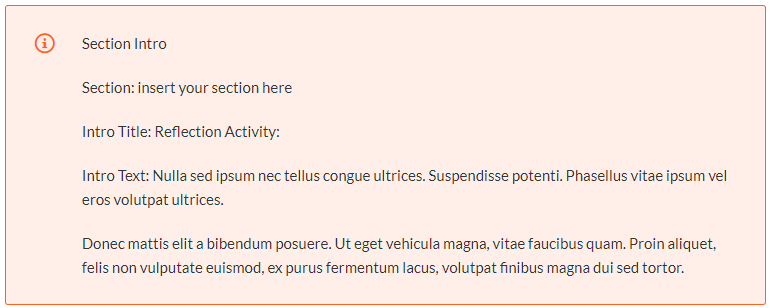 Section Intro
Section: insert your section here
Intro Title: Reflection Activity:
Intro Text: Nulla sed ipsum nec tellus congue ultrices. Suspendisse potenti. Phasellus vitae ipsum vel
eros volutpat ultrices.
Donec mattis elit a bibendum posuere. Ut eget vehicula magna, vitae faucibus quam. Proin aliquet,
felis non vulputate euismod, ex purus fermentum lacus, volutpat finibus magna dui sed tortor.